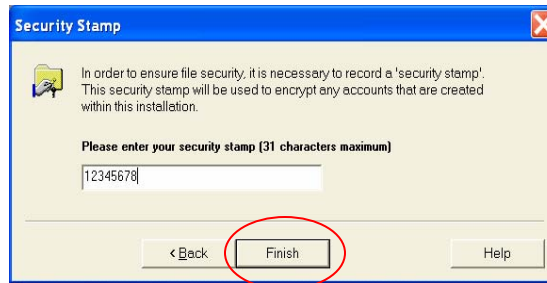 Security Stamp
In order to ensure file security, it is necessary to record a 'security stamp'.
This security stamp will be used to encrypt any accounts that are created
within this installation.
Please enter your security stamp (31 characters maximum)
12345678
< Back
Finish
Help